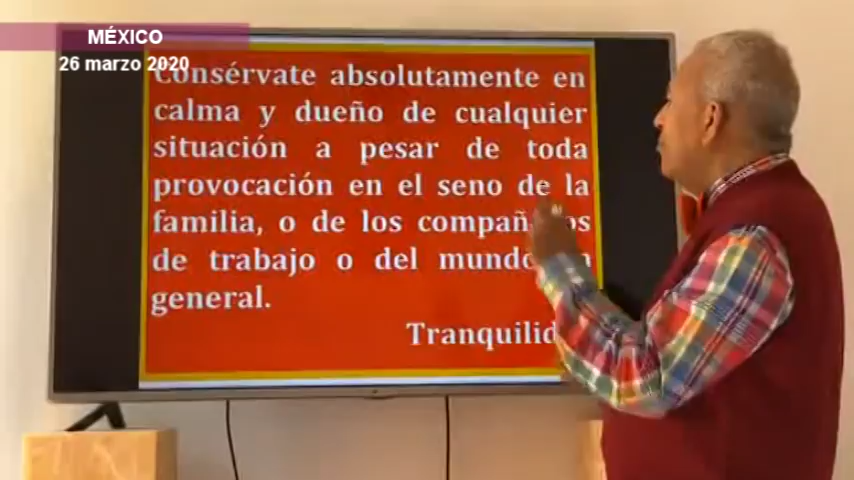 MÉXICO
26 marzo 2020
Consérvate absolutamente en
calma y dueño de cualquier
situación a pesar de toda
provocación en el seno de la
familia, o de los
de trabajo o del
general.